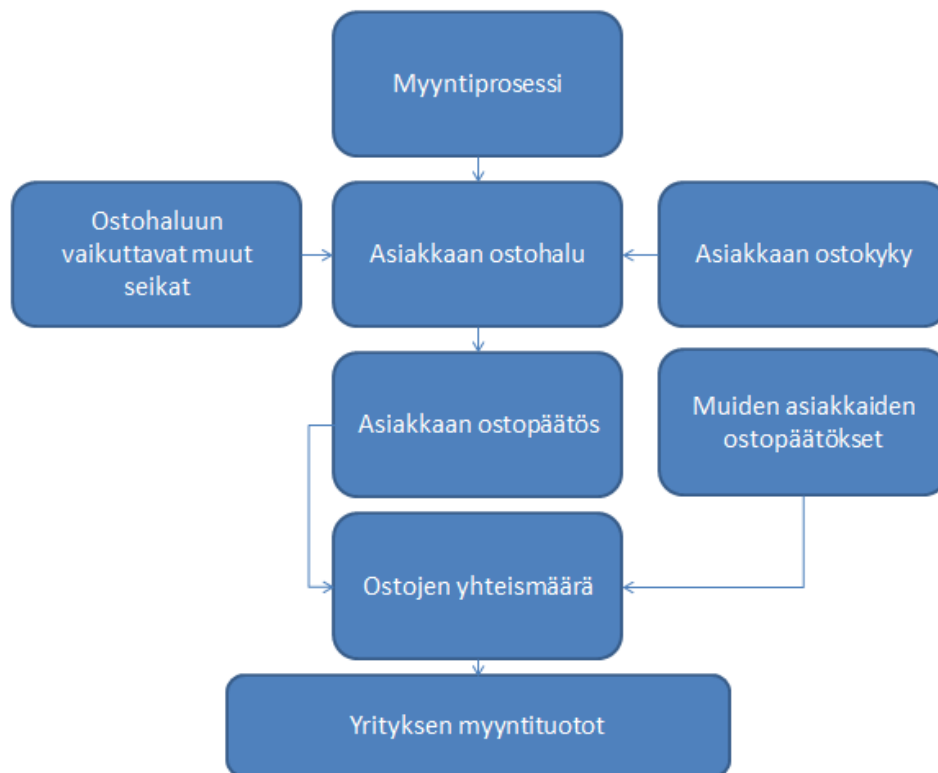 Myyntiprosessi
Ostohaluun
vaikuttavat muut
seikat
Asiakkaan ostohalu
Asiakkaan ostokyky
Asiakkaan ostopäätös
Muiden asiakkaiden
ostopäätökset
Ostojen yhteismäärä
Yrityksen myyntituotot